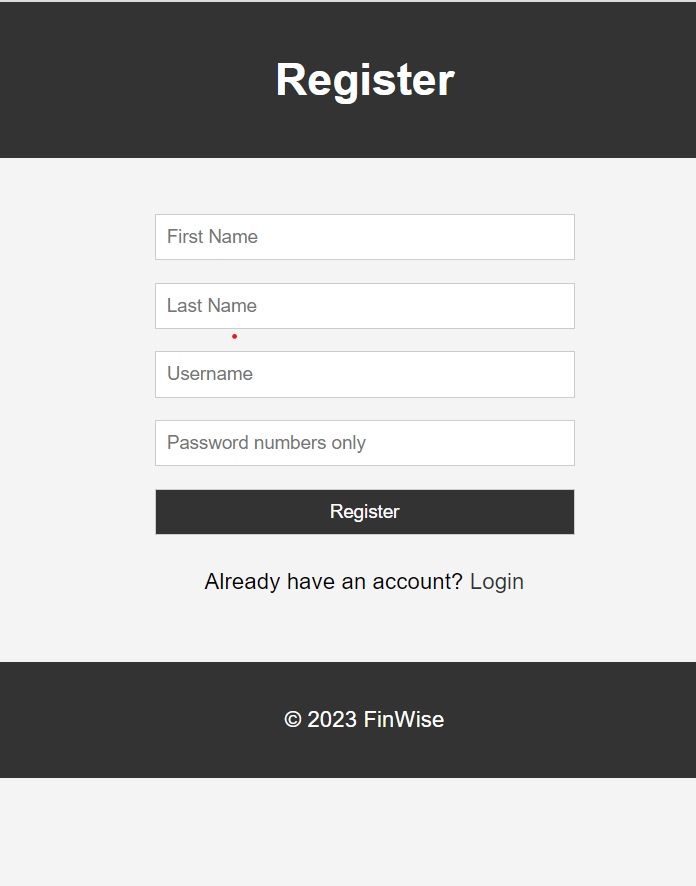 Register
First Name
Last Name
Username
Password numbers only
Register
Already have an account? Login
© 2023 FinWise